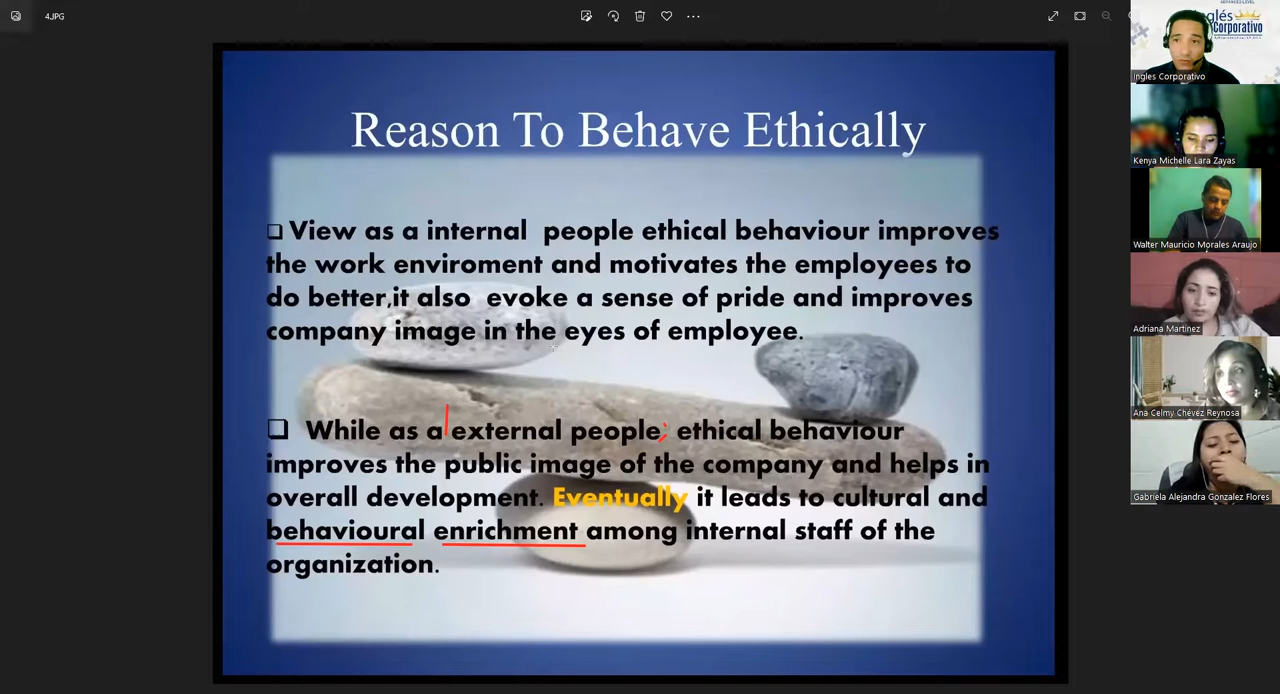 4.JPG
Reason To Behave Ethically
❑ View as a internal people ethical behaviour improves
the work enviroment and motivates the employees to
do better,it also evoke a sense of pride and improves
company image in the eyes of employee.
❑ While as a external people, ethical behaviour
improves the public image of the company and helps in
overall development. Eventually it leads to cultural and
behavioural enrichment among internal staff of the
organization.
Inglés
Corporativo
Ingles Corporativo
Kenya Michelle Lara Zayas
Walter Mauricio Morales Araujo
Adriana Martinez
Ana Celmy Chévez Reynosa
Gabriela Alejandra Gonzalez Flores